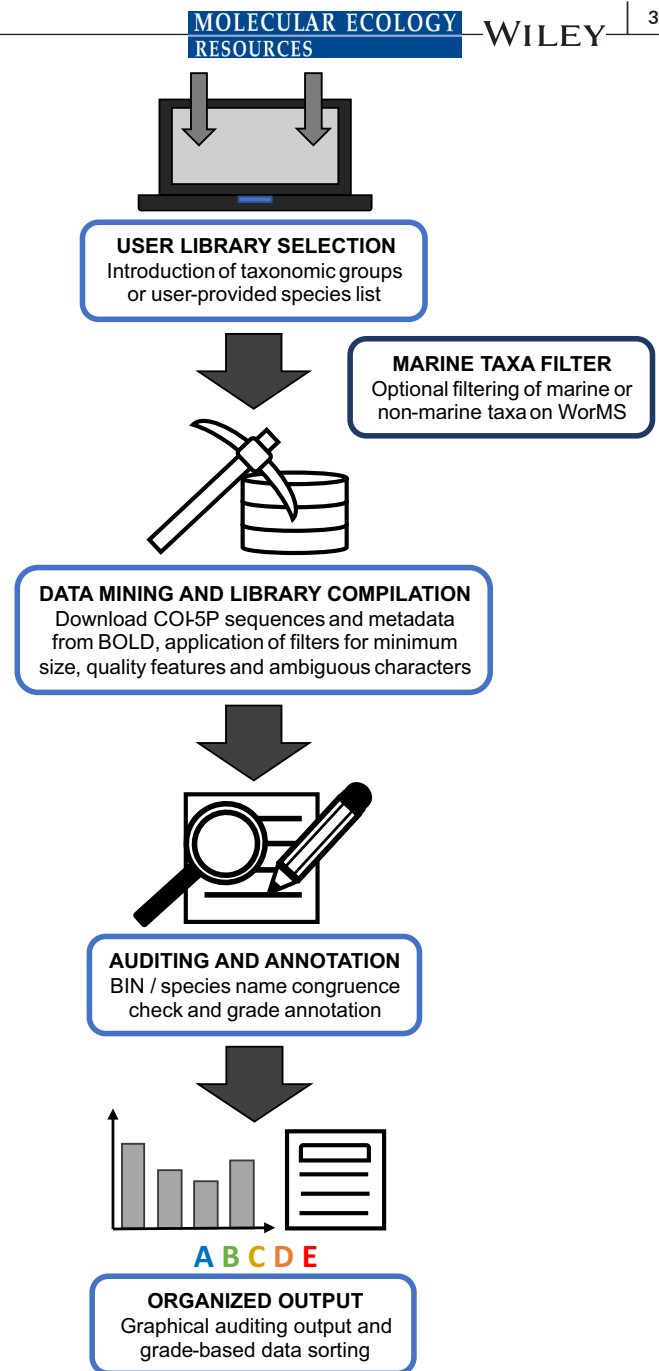 MOLECULAR ECOLOGY
RESOURCES
WILEY
3
USER LIBRARY SELECTION
Introduction of taxonomic groups
or user-provided species list
MARINE TAXA FILTER
Optional filtering of marine or
non-marine taxa on WorMS
DATA MINING AND LIBRARY COMPILATION
Download COI-5P sequences and metadata
from BOLD, application of filters for minimum
size, quality features and ambiguous characters
AUDITING AND ANNOTATION
BIN / species name congruence
check and grade annotation
A B C D E
ORGANIZED OUTPUT
Graphical auditing output and
grade-based data sorting